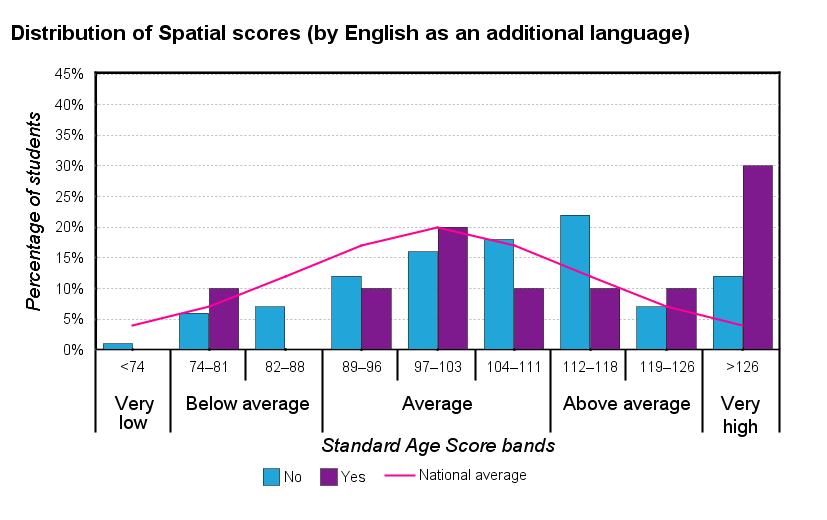 Distribution of Spatial scores (by English as an additional language)
45%
40%
35%
30%
25%
20%
15%
10%
5%
0%
Percentage of students
<74 74–81 82–88 89–96 97–103 104–111 112–118 119–126 >126
Very low Below average Average Above average Very high
Standard Age Score bands
No Yes National average